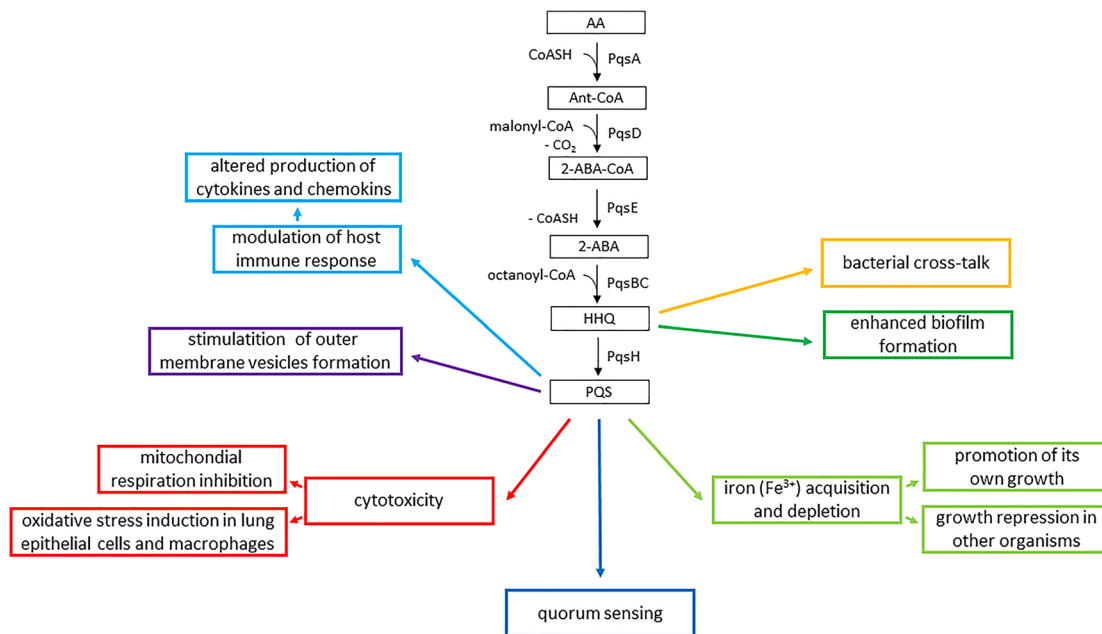 AA
CoASH
PqsA
Ant-CoA
malonyl-CoA
PqsD
- CO₂
2-ABA-CoA
altered production of
cytokines and chemokins
- CoASH
PqsE
modulation of host
immune response
2-ABA
bacterial cross-talk
octanoyl-CoA
PqsBC
HHQ
enhanced biofilm
formation
stimulatition of outer
membrane vesicles formation
PqsH
PQS
mitochondial
respiration inhibition
cytotoxicity
oxidative stress induction in lung
epithelial cells and macrophages
iron (Fe³⁺) acquisition
and depletion
promotion of its
own growth
growth repression in
other organisms
quorum sensing